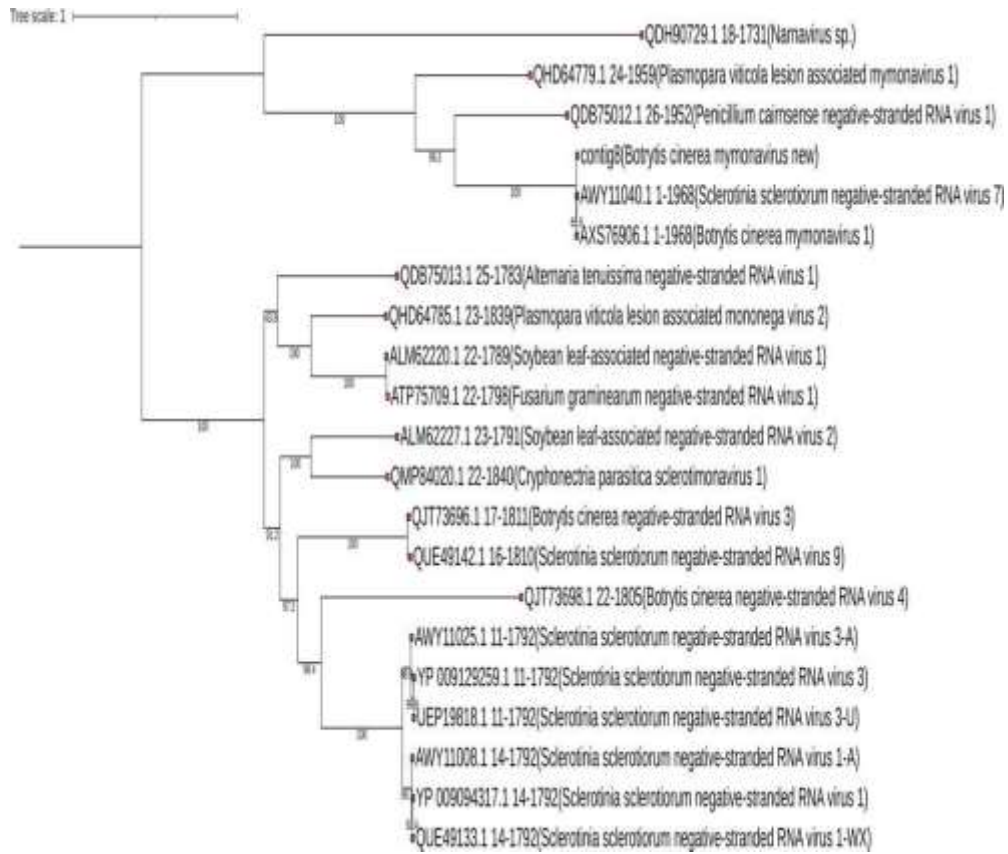 Tree scale: 1
QDH90729.1 18-1731(Narnavirus sp.)
QHD64779.1 24-1959(Plasmopara viticola lesion associated mymonavirus 1)
100
QDB75012.1 26-1952(Penicillium cairnsense negative-stranded RNA virus 1)
contig8(Botrytis cinerea mymonavirus new)
100
AWY11040.1 1-1968(Sclerotinia sclerotiorum negative-stranded RNA virus 7)
AXS76906.1 1-1968(Botrytis cinerea mymonavirus 1)
QDB75013.1 25-1783(Alternaria tenuissima negative-stranded RNA virus 1)
QHD64785.1 23-1839(Plasmopara viticola lesion associated mononega virus 2)
100
ALM62220.1 22-1789(Soybean leaf-associated negative-stranded RNA virus 1)
100
ATP75709.1 22-1798(Fusarium graminearum negative-stranded RNA virus 1)
100
ALM62227.1 23-1791(Soybean leaf-associated negative-stranded RNA virus 2)
100
QMP84020.1 22-1840(Cryphonectria parasitica sclerotimonavirus 1)
QJT73696.1 17-1811(Botrytis cinerea negative-stranded RNA virus 3)
100
QUE49142.1 16-1810(Sclerotinia sclerotiorum negative-stranded RNA virus 9)
QJT73698.1 22-1805(Botrytis cinerea negative-stranded RNA virus 4)
AWY11025.1 11-1792(Sclerotinia sclerotiorum negative-stranded RNA virus 3-A)
YP 009129259.1 11-1792(Sclerotinia sclerotiorum negative-stranded RNA virus 3)
UEP19818.1 11-1792(Sclerotinia sclerotiorum negative-stranded RNA virus 3-U)
100
AWY11008.1 14-1792(Sclerotinia sclerotiorum negative-stranded RNA virus 1-A)
YP 009094317.1 14-1792(Sclerotinia sclerotiorum negative-stranded RNA virus 1)
QUE49133.1 14-1792(Sclerotinia sclerotiorum negative-stranded RNA virus 1-WX)